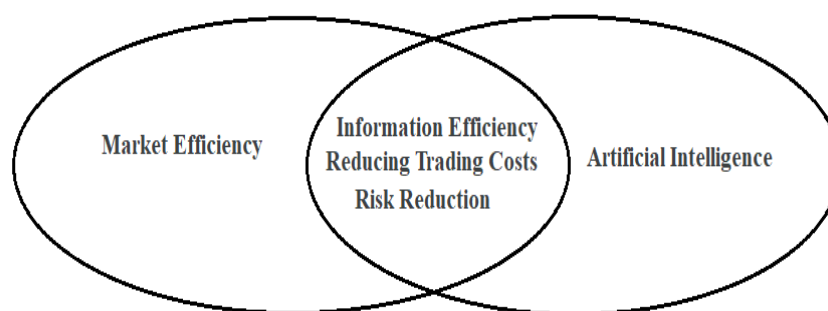 Market Efficiency
Information Efficiency
Reducing Trading Costs
Risk Reduction
Artificial Intelligence